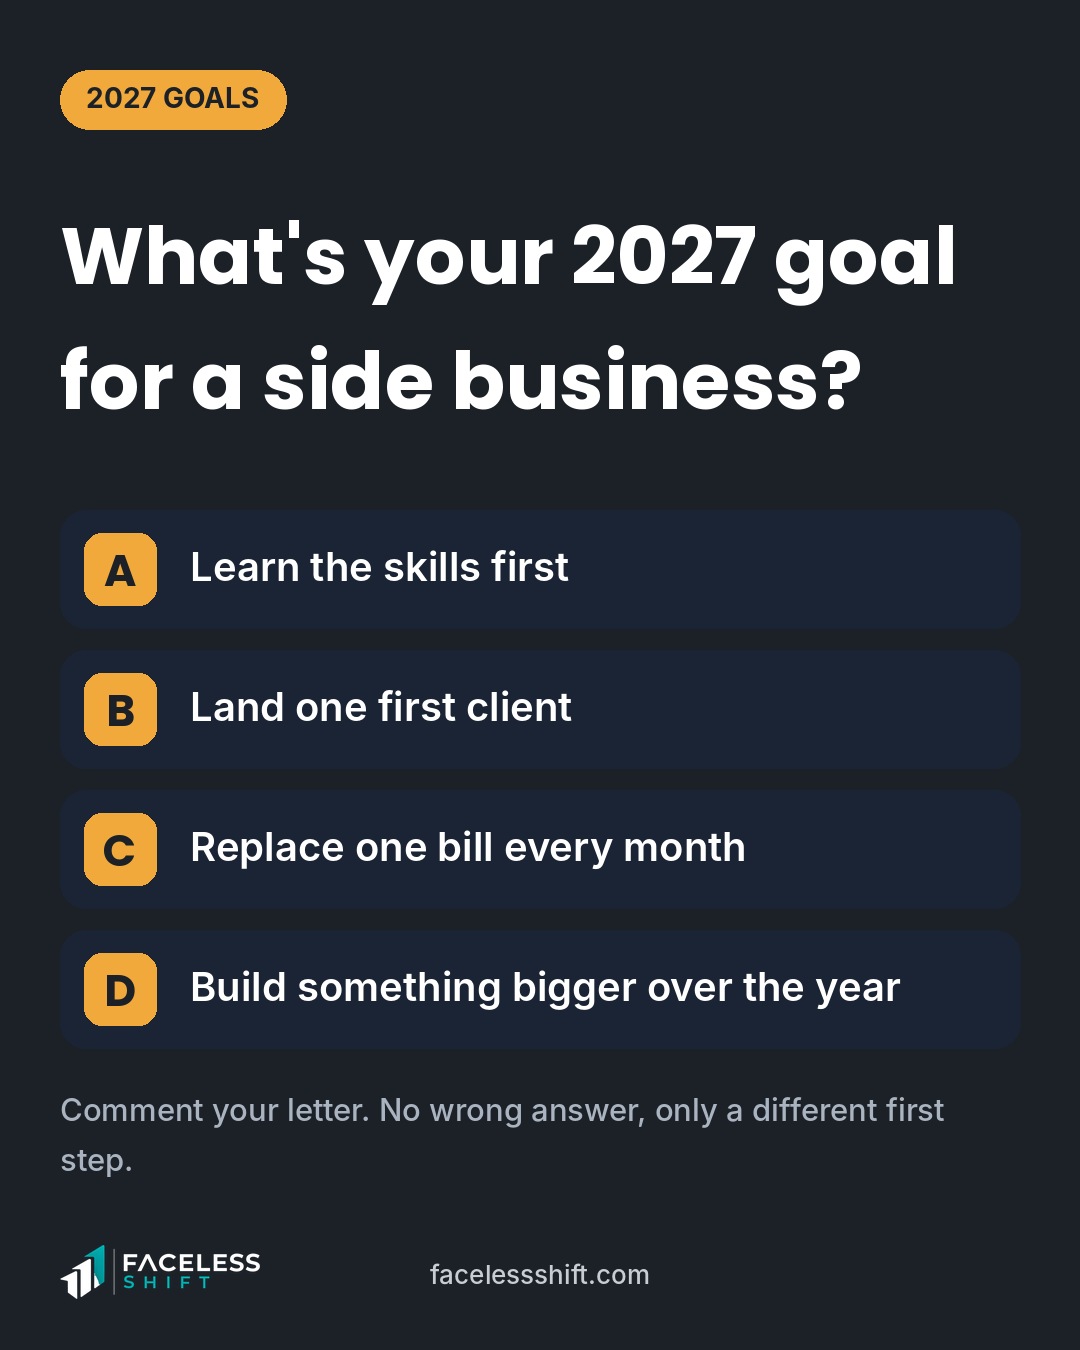 2027 GOALS
What's your 2027 goal
for a side business?
A Learn the skills first
B Land one first client
C Replace one bill every month
D Build something bigger over the year
Comment your letter. No wrong answer, only a different first
step.
FACELESS
SHIFT
facelessshift.com